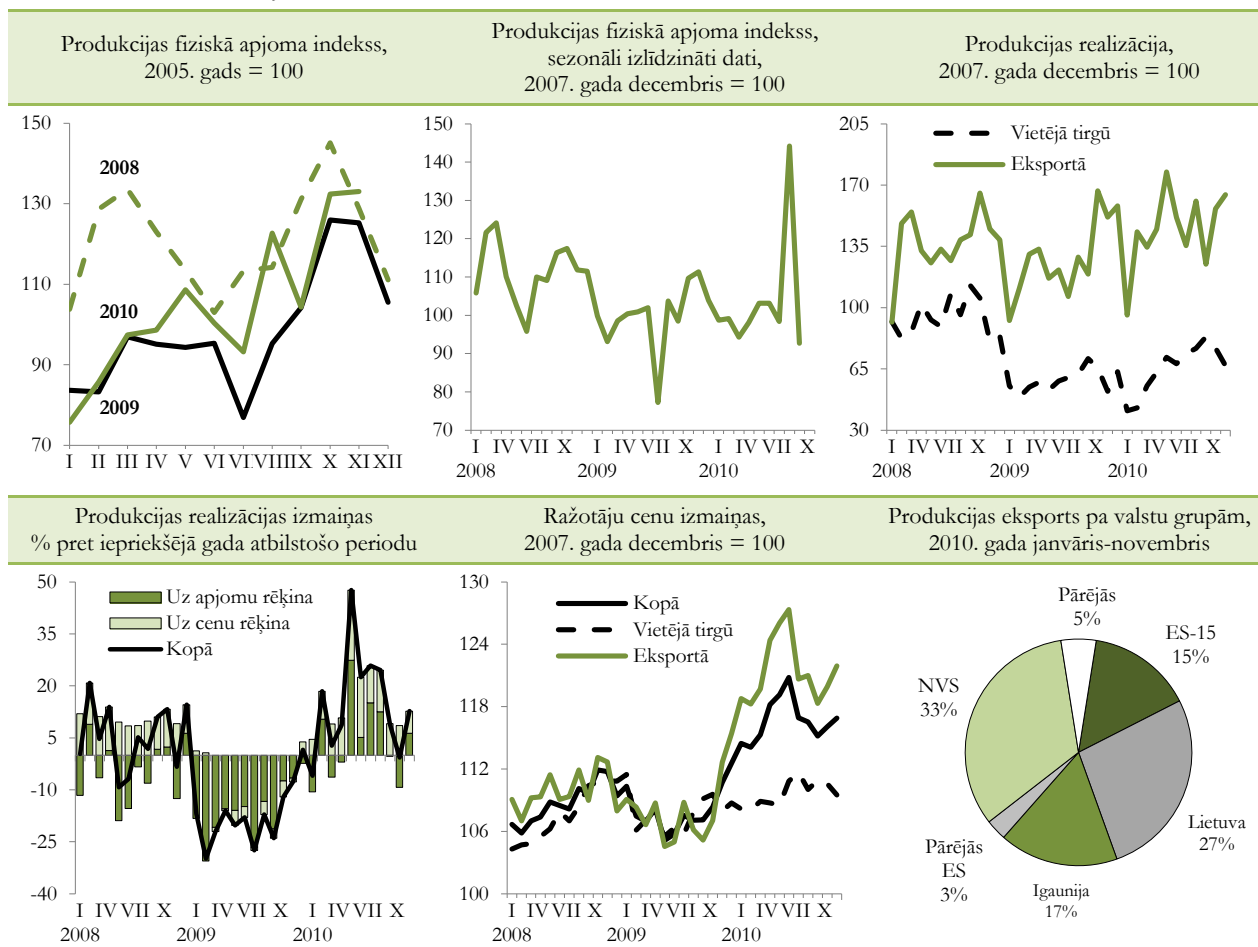 Produkcijas fiziskā apjoma indekss,
2005. gads = 100
Produkcijas fiziskā apjoma indekss,
sezonāli izlīdzināti dati,
2007. gada decembris = 100
Produkcijas realizācija,
2007. gada decembris = 100
150
130
110
90
70
2008
2010
2009
I II III IV V VI VI VIII IX X XI XII
150
140
130
120
110
100
90
80
70
I IV VII X I IV VII X I IV VII X
2008 2009 2010
205
170
135
100
65
30
Vietējā tirgū
Eksportā
I IV VII X I IV VII X I IV VII X
2008 2009 2010
Produkcijas realizācijas izmaiņas
% pret iepriekšējā gada atbilstošo periodu
Ražotāju cenu izmaiņas,
2007. gada decembris = 100
Produkcijas eksports pa valstu grupām,
2010. gada janvāris-novembris
50
35
20
5
-10
-25
-40
Uz apjomu rēķina
Uz cenu rēķina
Kopā
I IV VII X I IV VII X I IV VII X
2008 2009 2010
130
124
118
112
106
100
Kopā
Vietējā tirgū
Eksportā
I IV VII X I IV VII X I IV VII X
2008 2009 2010
Pārējās
5%
ES-15
15%
NVS
33%
Lietuva
27%
Pārējās
ES
3%
Igaunija
17%